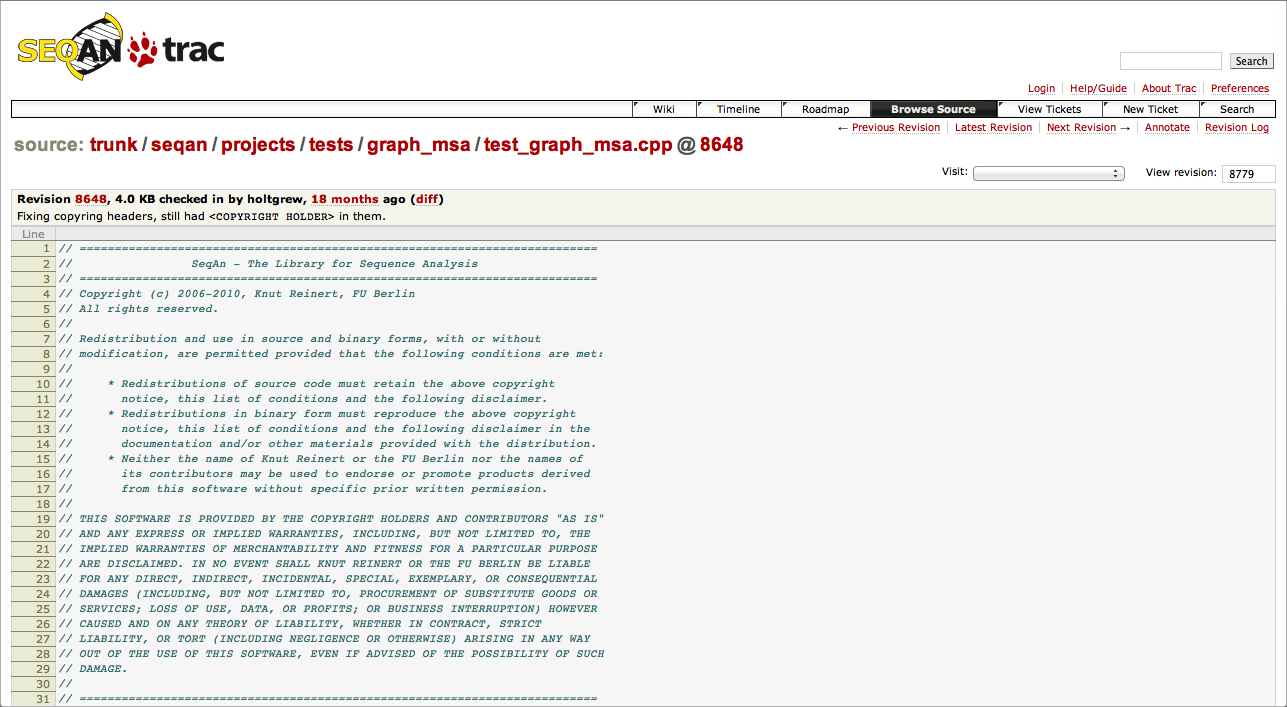 SEQAN trac
Search
Login Help/Guide About Trac Preferences
Wiki Timeline Roadmap Browse Source View Tickets New Ticket Search
← Previous Revision Latest Revision Next Revision → Annotate Revision Log
source: trunk / seqan / projects / tests / graph_msa / test_graph_msa.cpp @ 8648
Visit: View revision: 8779
Revision 8648, 4.0 KB checked in by holtgrew, 18 months ago (diff)
Fixing copyring headers, still had <COPYRIGHT HOLDER> in them.
Line
1 // ==========================================================================
2 //                 SeqAn - The Library for Sequence Analysis
3 // ==========================================================================
4 // Copyright (c) 2006-2010, Knut Reinert, FU Berlin
5 // All rights reserved.
6 //
7 // Redistribution and use in source and binary forms, with or without
8 // modification, are permitted provided that the following conditions are met:
9 //
10 //     * Redistributions of source code must retain the above copyright
11 //       notice, this list of conditions and the following disclaimer.
12 //     * Redistributions in binary form must reproduce the above copyright
13 //       notice, this list of conditions and the following disclaimer in the
14 //       documentation and/or other materials provided with the distribution.
15 //     * Neither the name of Knut Reinert or the FU Berlin nor the names of
16 //       its contributors may be used to endorse or promote products derived
17 //       from this software without specific prior written permission.
18 //
19 // THIS SOFTWARE IS PROVIDED BY THE COPYRIGHT HOLDERS AND CONTRIBUTORS "AS IS"
20 // AND ANY EXPRESS OR IMPLIED WARRANTIES, INCLUDING, BUT NOT LIMITED TO, THE
21 // IMPLIED WARRANTIES OF MERCHANTABILITY AND FITNESS FOR A PARTICULAR PURPOSE
22 // ARE DISCLAIMED. IN NO EVENT SHALL KNUT REINERT OR THE FU BERLIN BE LIABLE
23 // FOR ANY DIRECT, INDIRECT, INCIDENTAL, SPECIAL, EXEMPLARY, OR CONSEQUENTIAL
24 // DAMAGES (INCLUDING, BUT NOT LIMITED TO, PROCUREMENT OF SUBSTITUTE GOODS OR
25 // SERVICES; LOSS OF USE, DATA, OR PROFITS; OR BUSINESS INTERRUPTION) HOWEVER
26 // CAUSED AND ON ANY THEORY OF LIABILITY, WHETHER IN CONTRACT, STRICT
27 // LIABILITY, OR TORT (INCLUDING NEGLIGENCE OR OTHERWISE) ARISING IN ANY WAY
28 // OUT OF THE USE OF THIS SOFTWARE, EVEN IF ADVISED OF THE POSSIBILITY OF SUCH
29 // DAMAGE.
30 //
31 // ==========================================================================